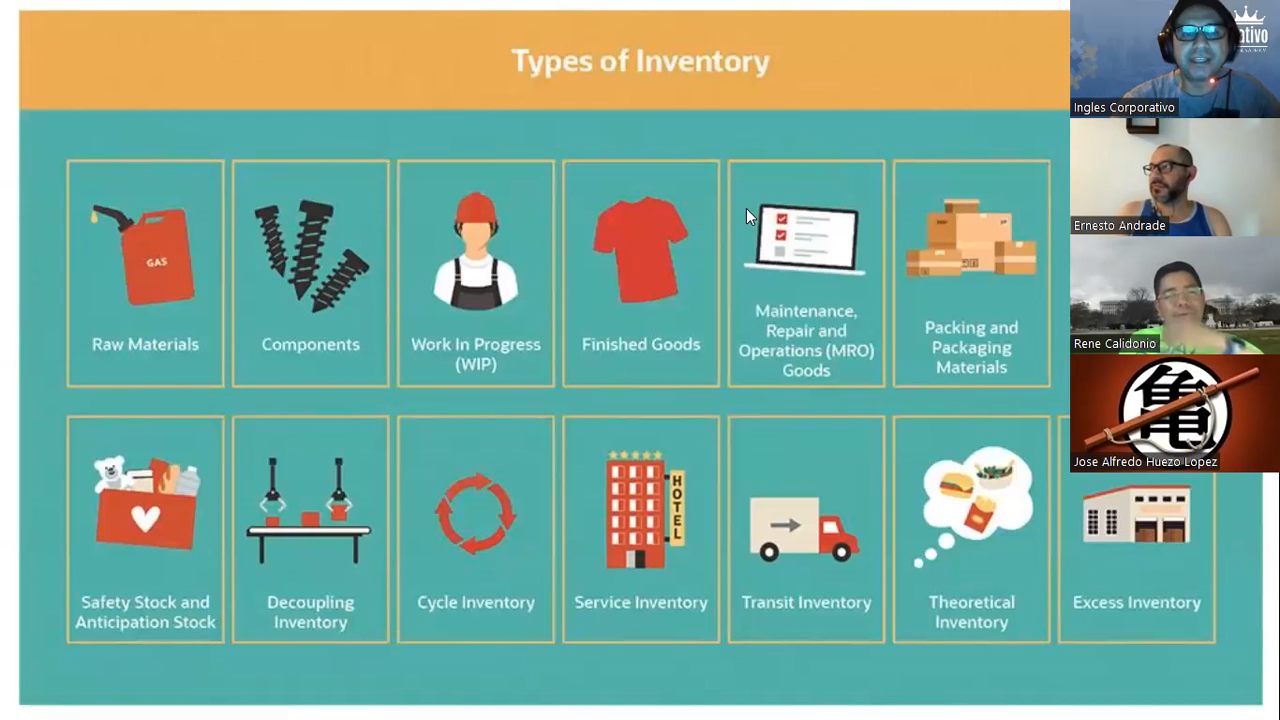 Types of Inventory
ativo
Ingles Corporativo
Ernesto Andrade
Rene Calidonio
亀
Jose Alfredo Huezo Lopez
GAS
Raw Materials
Components
Work In Progress
(WIP)
Finished Goods
Maintenance,
Repair and
Operations (MRO)
Goods
Packing and
Packaging
Materials
HOTEL
Safety Stock and
Anticipation Stock
Decoupling
Inventory
Cycle Inventory
Service Inventory
Transit Inventory
Theoretical
Inventory
Excess Inventory